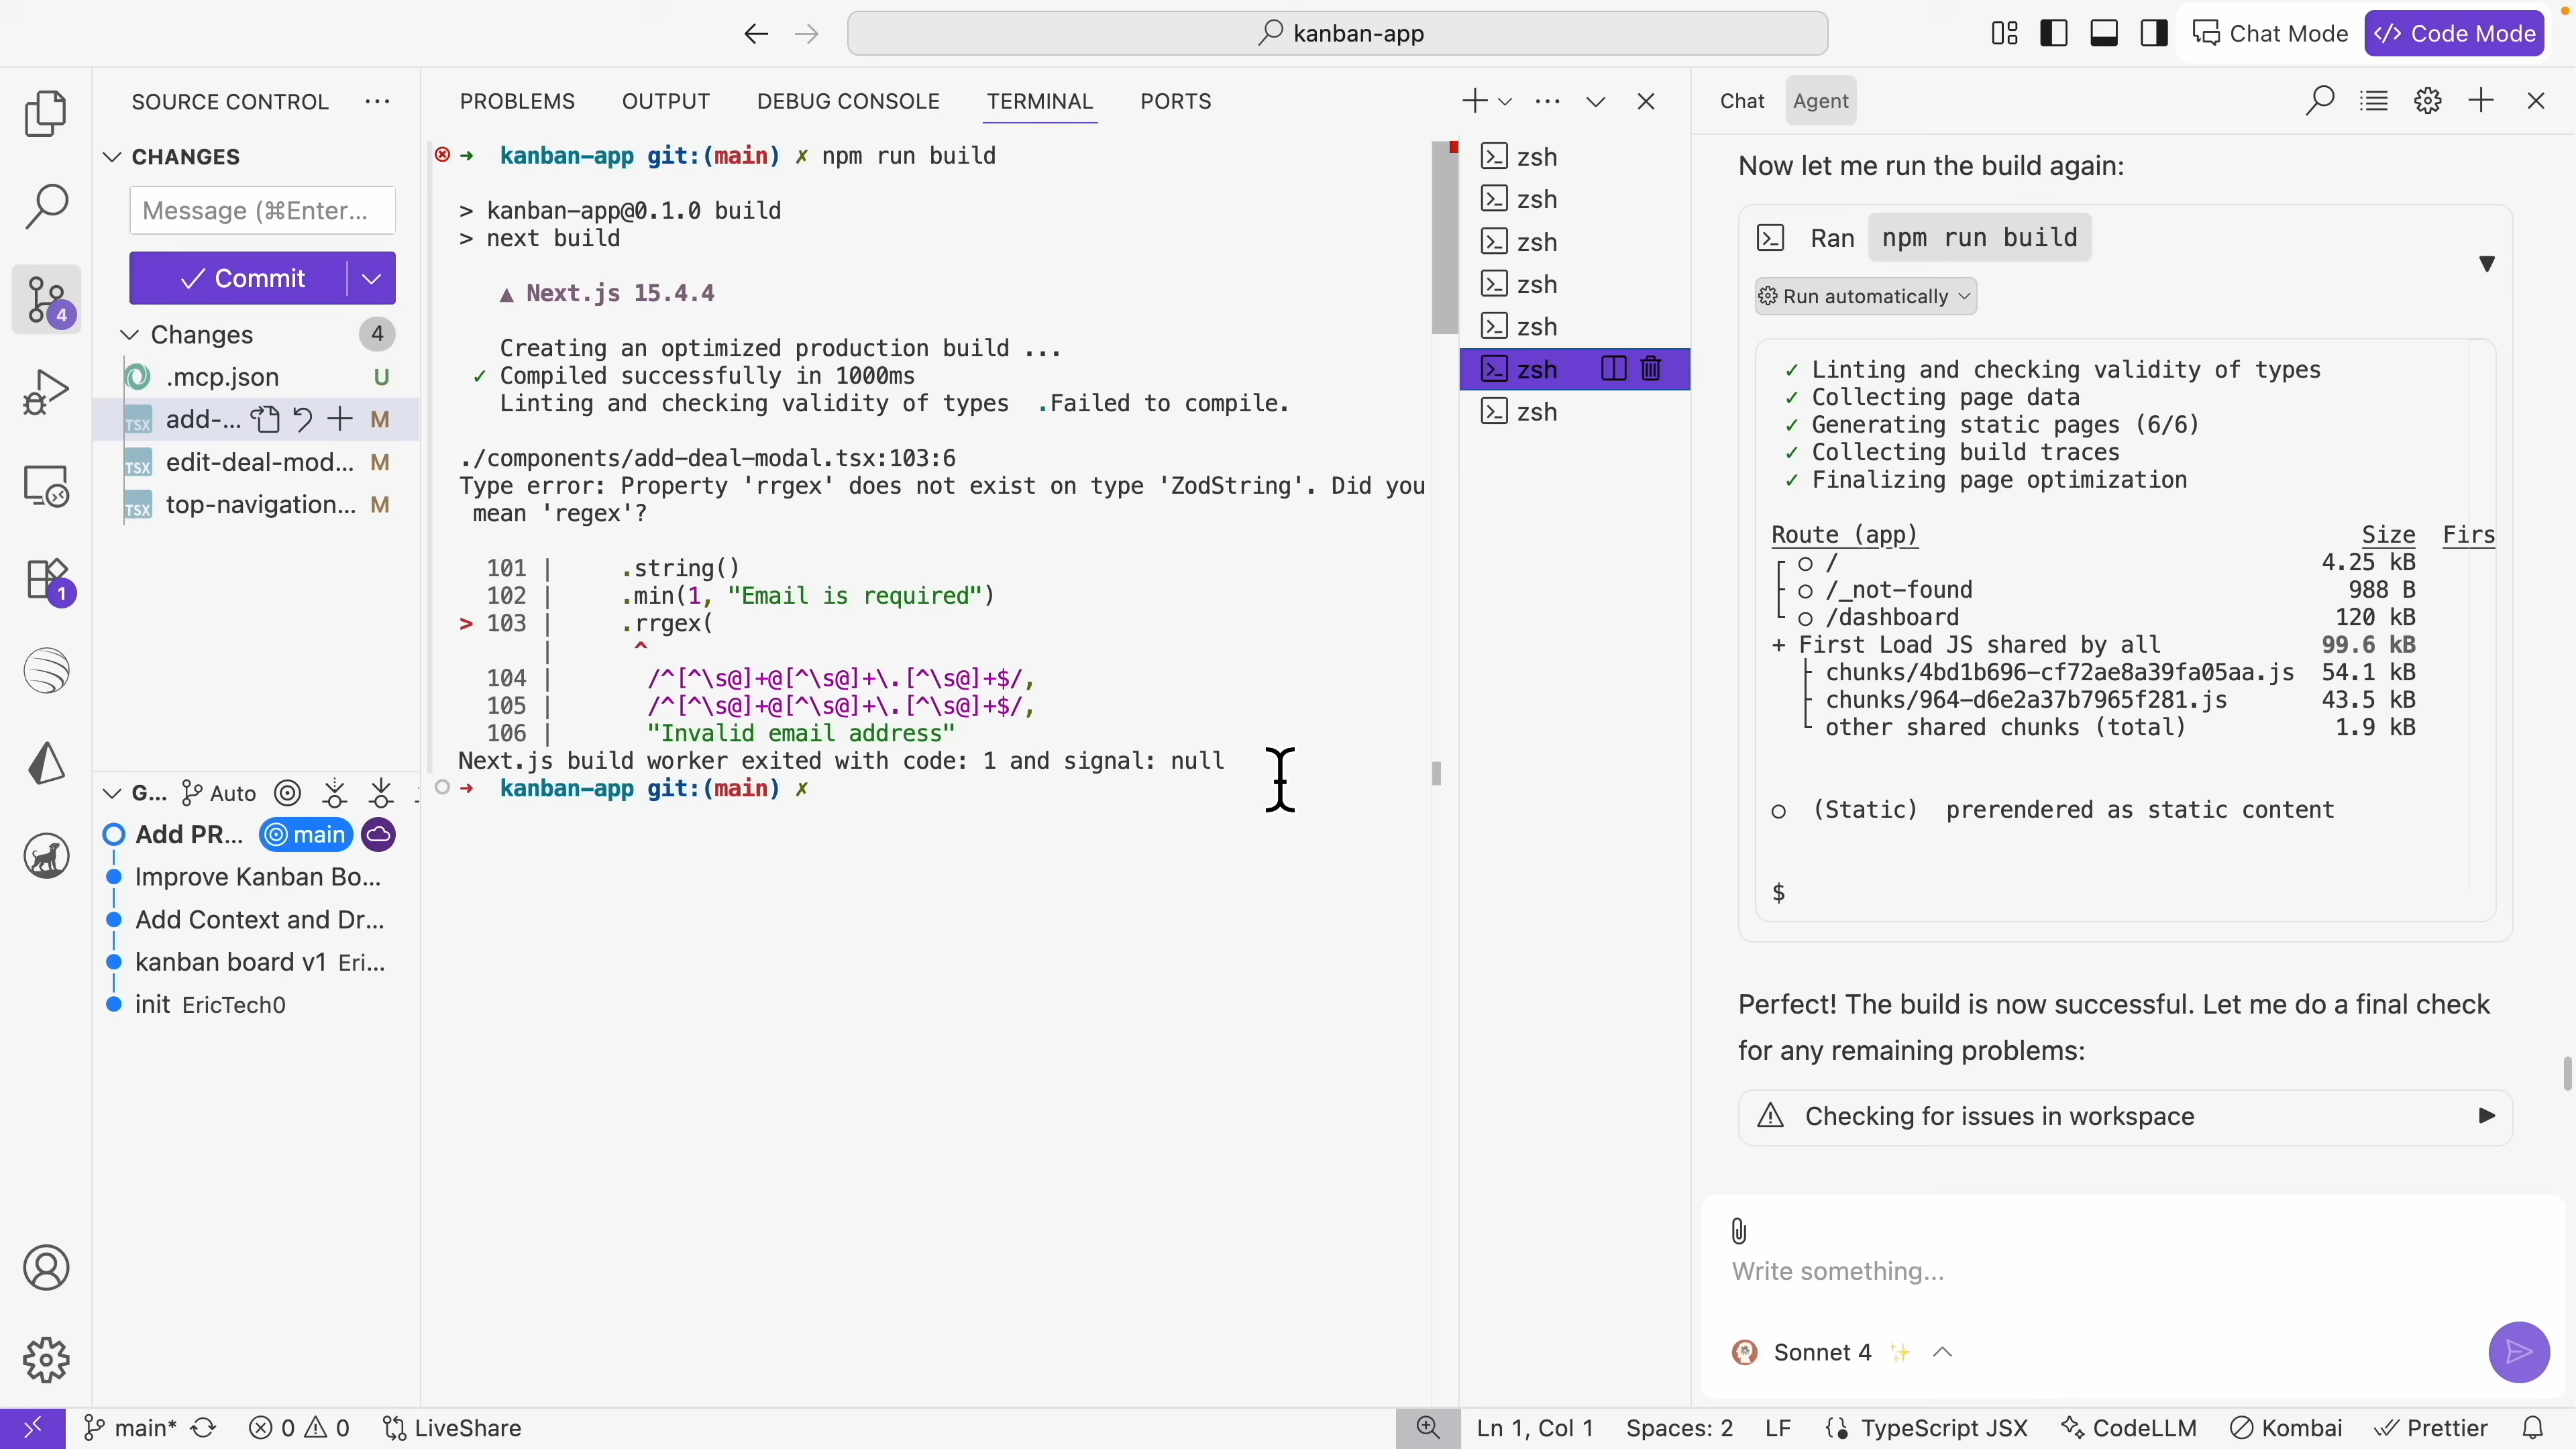 kanban-app
Chat Mode
</> Code Mode
SOURCE CONTROL
CHANGES
Message (⌘Enter...
Commit
Changes 4
.mcp.json U
add-... M
edit-deal-mod... M
top-navigation... M
4
1
G... Auto
Add PR... main
Improve Kanban Bo...
Add Context and Dr...
kanban board v1 Eri...
init EricTech0
PROBLEMS OUTPUT DEBUG CONSOLE TERMINAL PORTS
➜ kanban-app git:(main) ✗ npm run build
> kanban-app@0.1.0 build
> next build
▲ Next.js 15.4.4
Creating an optimized production build ...
✓ Compiled successfully in 1000ms
Linting and checking validity of types .Failed to compile.
./components/add-deal-modal.tsx:103:6
Type error: Property 'rrgex' does not exist on type 'ZodString'. Did you
mean 'regex'?
101 | .string()
102 | .min(1, "Email is required")
> 103 | .rrgex(
| ^
104 | /^[^\s@]+@[^\s@]+\.[^\s@]+$/,
105 | /^[^\s@]+@[^\s@]+\.[^\s@]+$/,
106 | "Invalid email address"
Next.js build worker exited with code: 1 and signal: null
➜ kanban-app git:(main) ✗
zsh
zsh
zsh
zsh
zsh
zsh
zsh
Chat Agent
Now let me run the build again:
Ran npm run build
Run automatically
✓ Linting and checking validity of types
✓ Collecting page data
✓ Generating static pages (6/6)
✓ Collecting build traces
✓ Finalizing page optimization
Route (app) Size Firs
┌ ○ / 4.25 kB
├ ○ /_not-found 988 B
└ ○ /dashboard 120 kB
+ First Load JS shared by all 99.6 kB
├ chunks/4bd1b696-cf72ae8a39fa05aa.js 54.1 kB
├ chunks/964-d6e2a37b7965f281.js 43.5 kB
└ other shared chunks (total) 1.9 kB
○ (Static) prerendered as static content
$
Perfect! The build is now successful. Let me do a final check
for any remaining problems:
Checking for issues in workspace
Write something...
Sonnet 4
main* 0 0 LiveShare
Ln 1, Col 1 Spaces: 2 LF TypeScript JSX CodeLLM Kombai Prettier